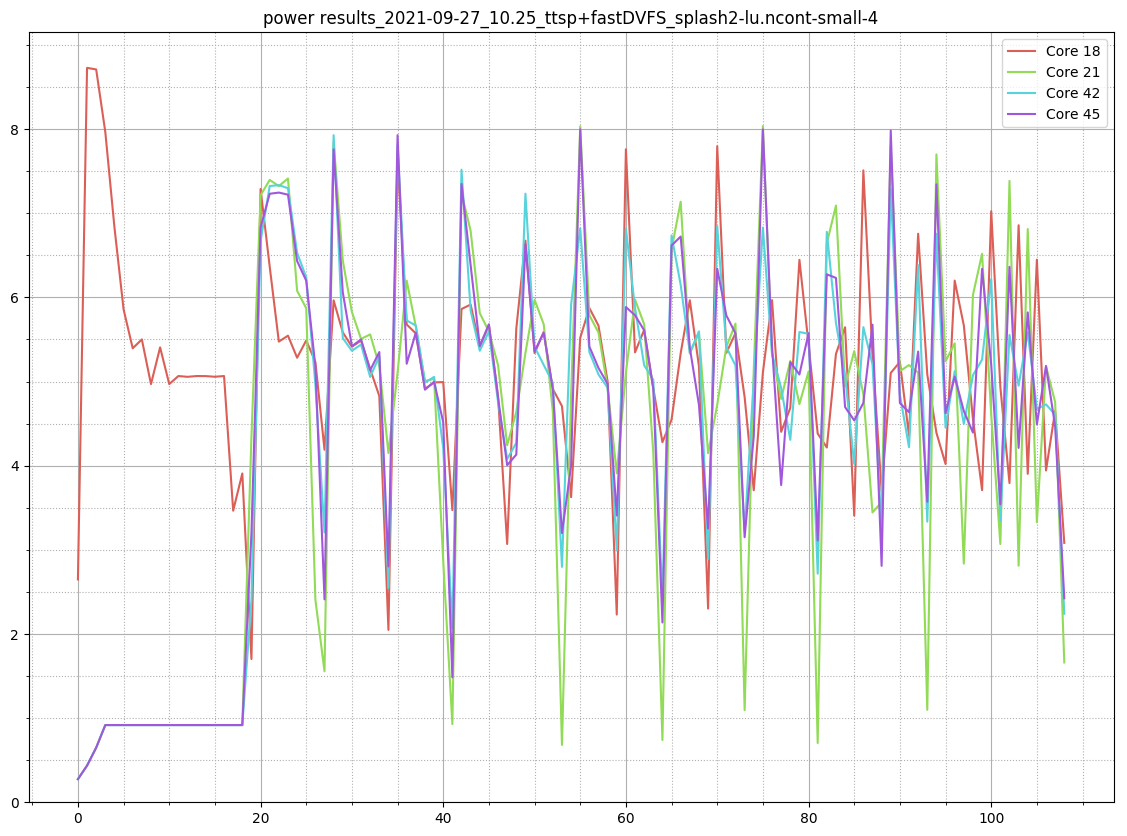 power results_2021-09-27_10.25_ttsp+fastDVFS_splash2-lu.ncont-small-4
Core 18
Core 21
Core 42
Core 45
8
6
4
2
0
0 20 40 60 80 100